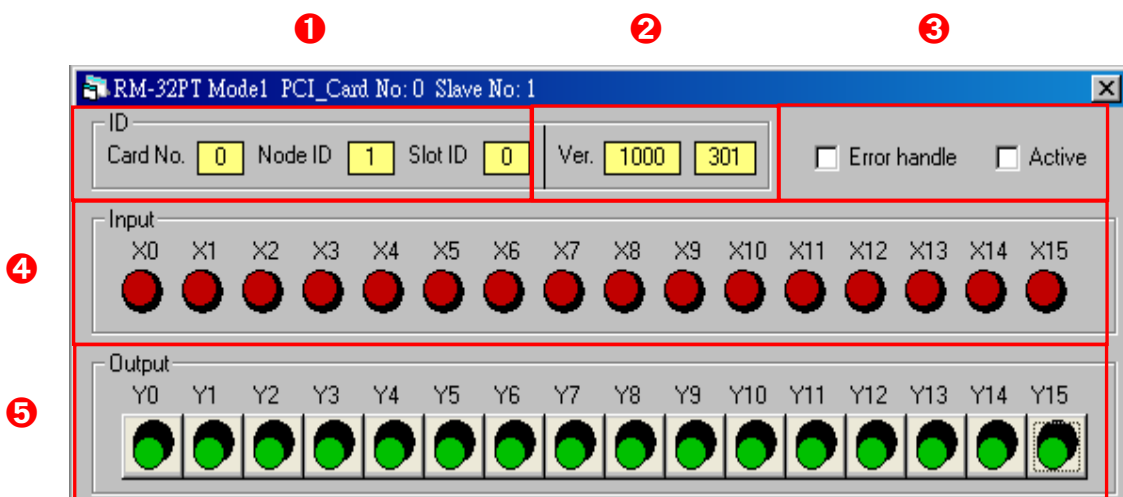 ❶ ❷ ❸
RM-32PT Mode1 PCI_Card No: 0 Slave No: 1
ID
Card No. 0 Node ID 1 Slot ID 0 Ver. 1000 301 Error handle Active
❹
Input
X0 X1 X2 X3 X4 X5 X6 X7 X8 X9 X10 X11 X12 X13 X14 X15
❺
Output
Y0 Y1 Y2 Y3 Y4 Y5 Y6 Y7 Y8 Y9 Y10 Y11 Y12 Y13 Y14 Y15